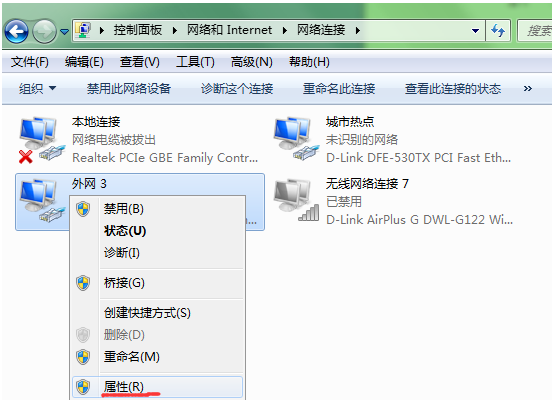 控制面板 网络和 Internet 网络连接 搜索
文件(F) 编辑(E) 查看(V) 工具(T) 高级(N) 帮助(H)
组织 禁用此网络设备 诊断这个连接 重命名此连接 查看此连接的状态 »
本地连接
网络电缆被拔出
Realtek PCIe GBE Family Contr...
城市热点
未识别的网络
D-Link DFE-530TX PCI Fast Eth...
外网 3
无线网络连接 7
已禁用
D-Link AirPlus G DWL-G122 Wi...
禁用(B)
状态(U)
诊断(I)
桥接(G)
创建快捷方式(S)
删除(D)
重命名(M)
属性(R)